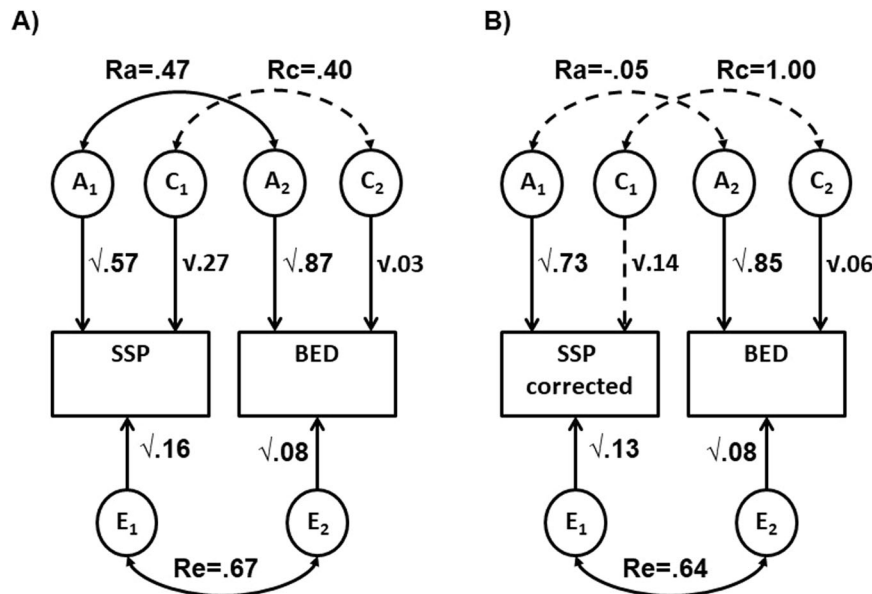 A)
Ra=.47 Rc=.40
A1 C1 A2 C2
√.57 √.27 √.87 √.03
SSP BED
√.16 √.08
E1 E2
Re=.67
B)
Ra=-.05 Rc=1.00
A1 C1 A2 C2
√.73 √.14 √.85 √.06
SSP
corrected
BED
√.13 √.08
E1 E2
Re=.64